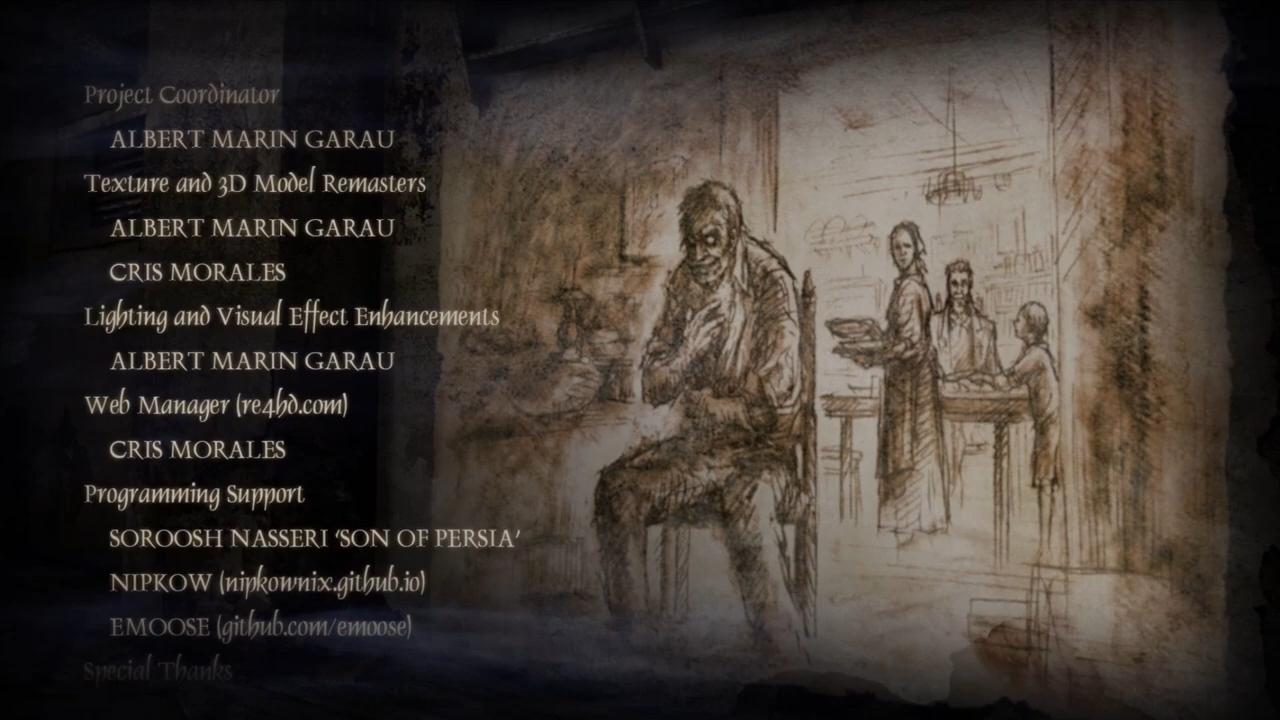 Project Coordinator
ALBERT MARIN GARAU
Texture and 3D Model Remasters
ALBERT MARIN GARAU
CRIS MORALES
Lighting and Visual Effect Enhancements
ALBERT MARIN GARAU
Web Manager (re4hd.com)
CRIS MORALES
Programming Support
SOROOSH NASSERI ‘SON OF PERSIA’
NIPKOW (nipkownix.github.io)
EMOOSE (github.com/emoose)
Special Thanks